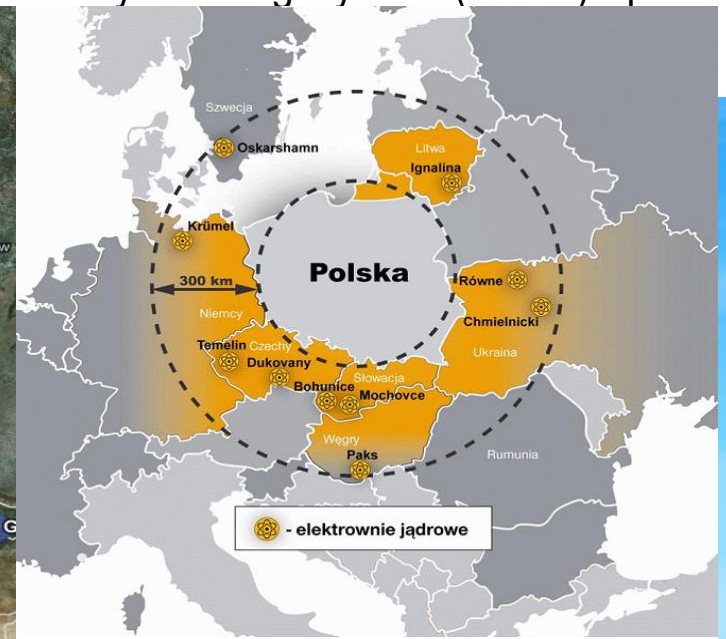 Szwecja
Oskarshamn
Litwa
Ignalina
Krümel
Polska
300 km
Równe
Niemcy
Chmielnicki
Temelin
Czechy
Ukraina
Dukovany
Bohunice
Słowacja
Mochovce
Węgry
Paks
Rumunia
- elektrownie jądrowe